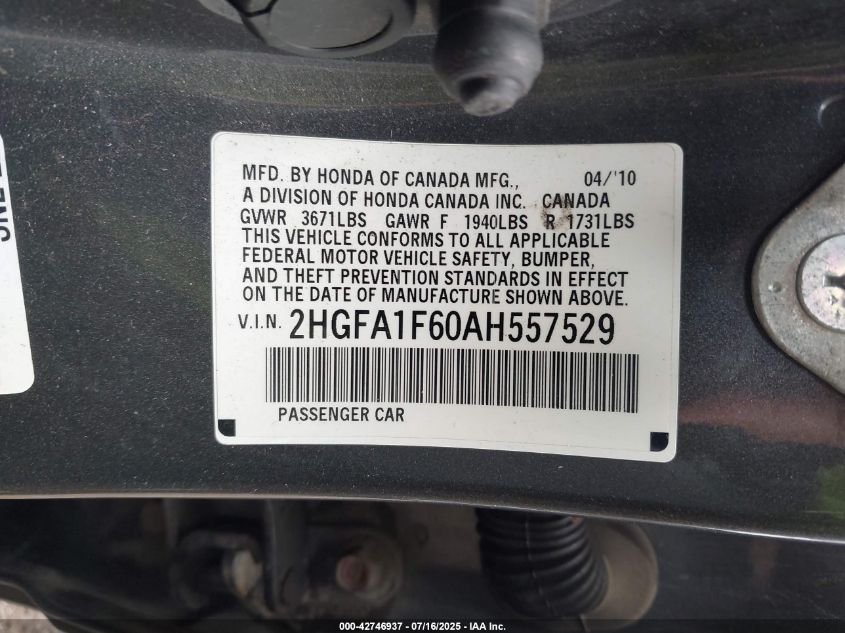 MFD. BY HONDA OF CANADA MFG., 04/'10
A DIVISION OF HONDA CANADA INC. CANADA
GVWR 3671LBS GAWR F 1940LBS R 1731LBS
THIS VEHICLE CONFORMS TO ALL APPLICABLE
FEDERAL MOTOR VEHICLE SAFETY, BUMPER,
AND THEFT PREVENTION STANDARDS IN EFFECT
ON THE DATE OF MANUFACTURE SHOWN ABOVE.
V.I.N. 2HGFA1F60AH557529
PASSENGER CAR
000-42746937 - 07/16/2025 - IAA Inc.